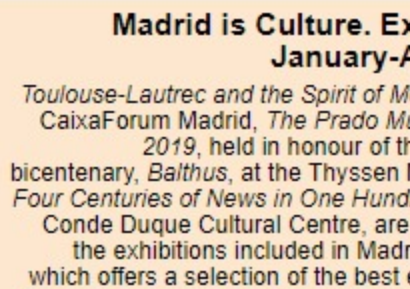 Madrid is Culture. Ex
January-A
Toulouse-Lautrec and the Spirit of M
CaixaForum Madrid, The Prado Mu
2019, held in honour of th
bicentenary, Balthus, at the Thyssen
Four Centuries of News in One Hund
Conde Duque Cultural Centre, are
the exhibitions included in Madr
which offers a selection of the best